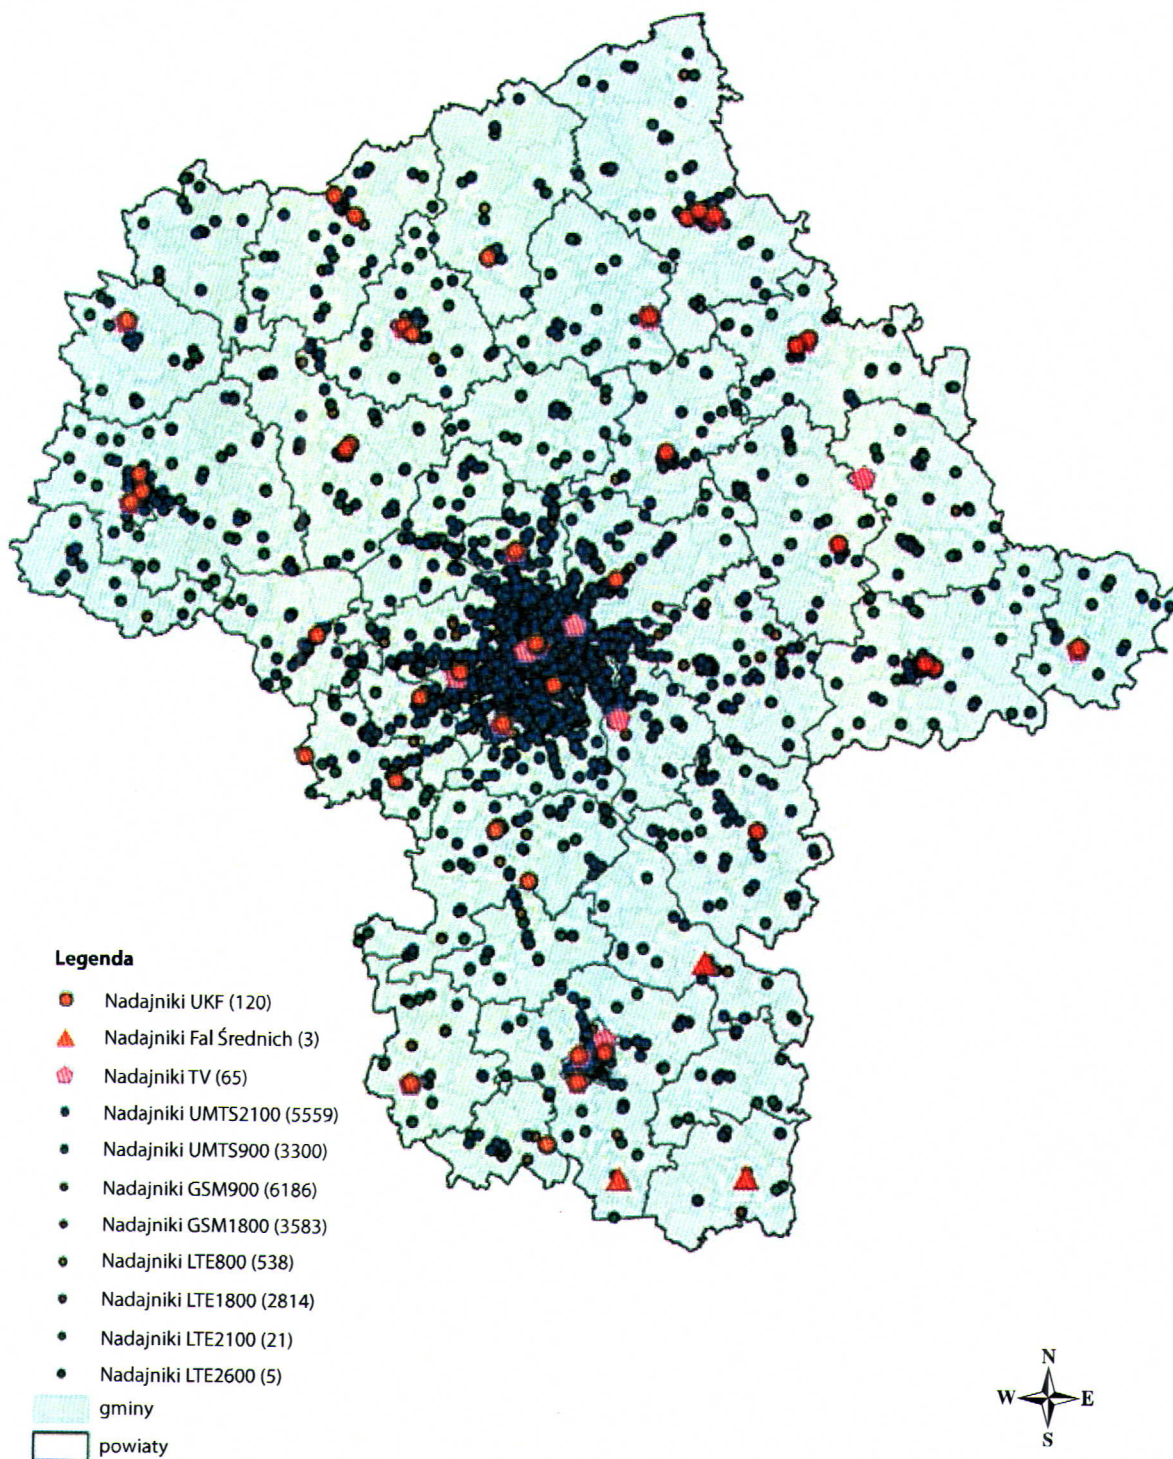 Legenda
Nadajniki UKF (120)
Nadajniki Fal Średnich (3)
Nadajniki TV (65)
Nadajniki UMTS2100 (5559)
Nadajniki UMTS900 (3300)
Nadajniki GSM900 (6186)
Nadajniki GSM1800 (3583)
Nadajniki LTE800 (538)
Nadajniki LTE1800 (2814)
Nadajniki LTE2100 (21)
Nadajniki LTE2600 (5)
gminy
powiaty
N
W E
S